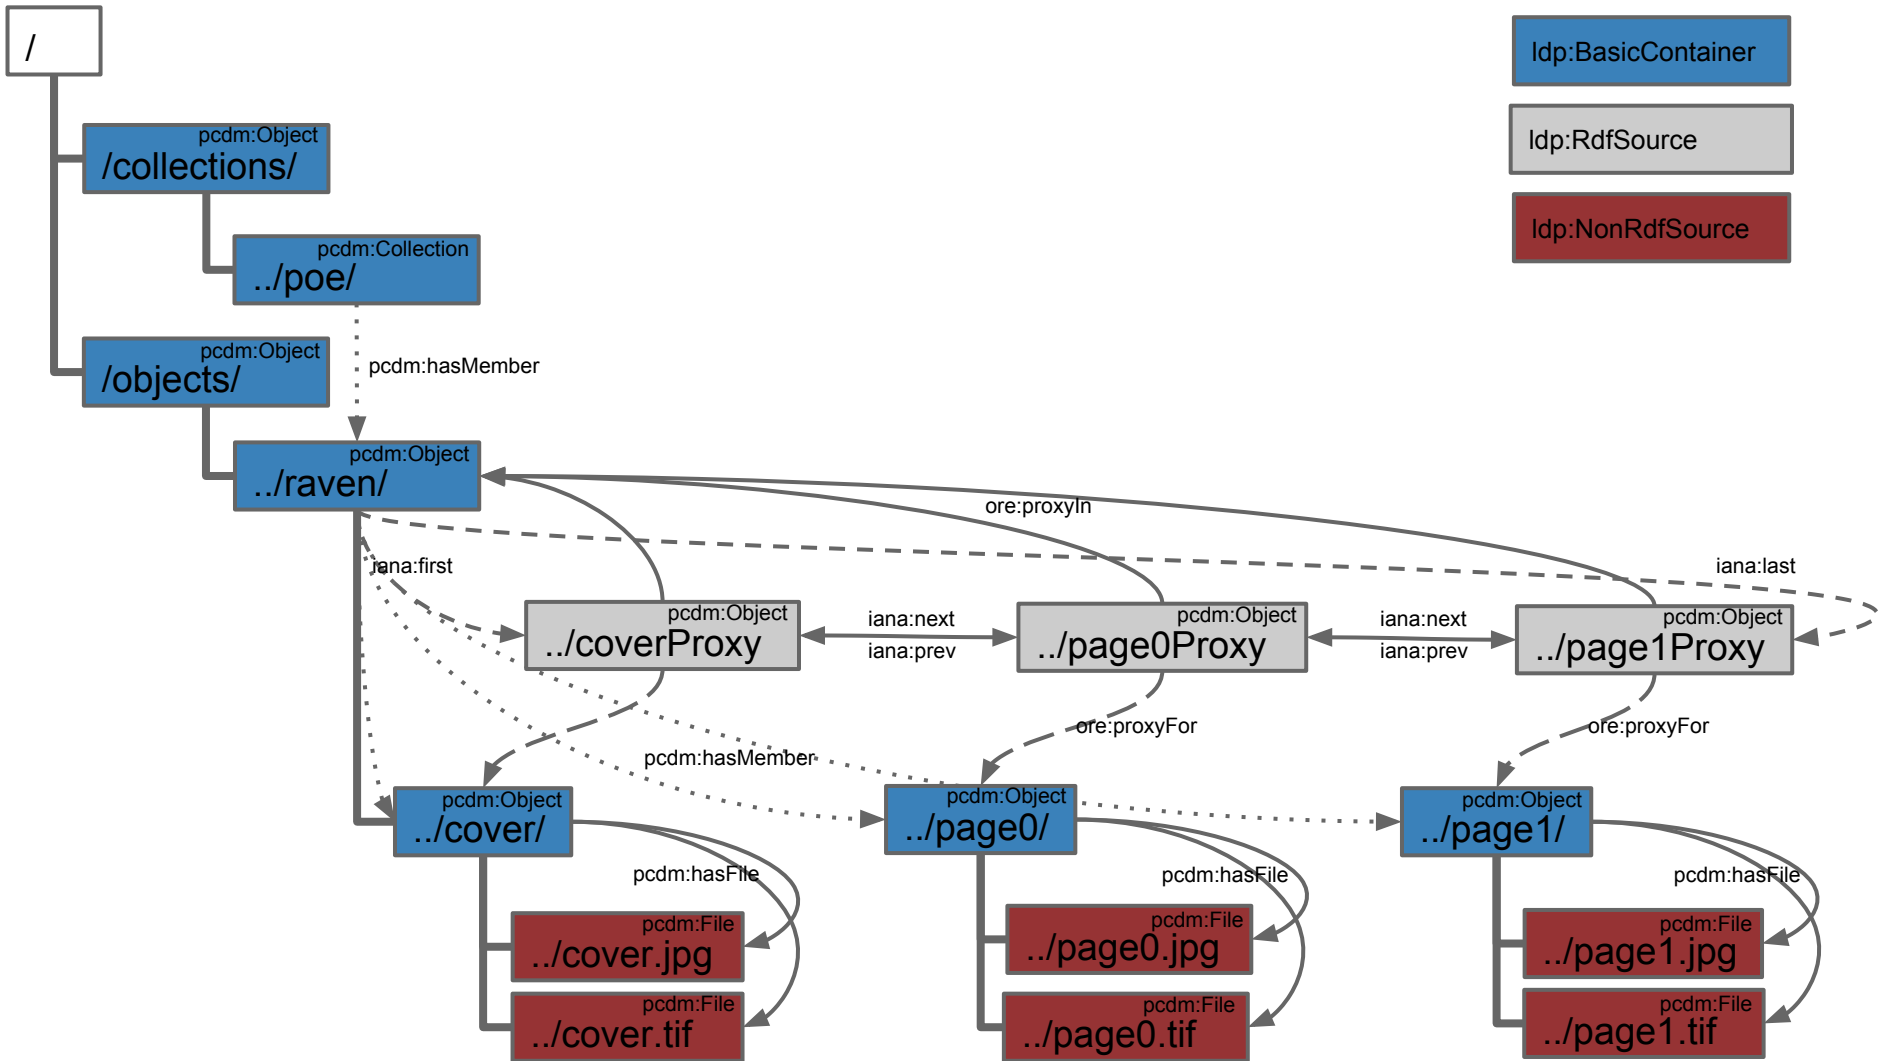 /
ldp:BasicContainer
ldp:RdfSource
ldp:NonRdfSource
pcdm:Object
/collections/
pcdm:Collection
../poe/
pcdm:Object
/objects/
pcdm:hasMember
pcdm:Object
../raven/
ore:proxyIn
iana:first
iana:last
pcdm:Object
../coverProxy
iana:next
iana:prev
pcdm:Object
../page0Proxy
iana:next
iana:prev
pcdm:Object
../page1Proxy
ore:proxyFor
ore:proxyFor
pcdm:hasMember
pcdm:Object
../cover/
pcdm:Object
../page0/
pcdm:Object
../page1/
pcdm:hasFile
pcdm:hasFile
pcdm:hasFile
pcdm:File
../cover.jpg
pcdm:File
../page0.jpg
pcdm:File
../page1.jpg
pcdm:File
../cover.tif
pcdm:File
../page0.tif
pcdm:File
../page1.tif